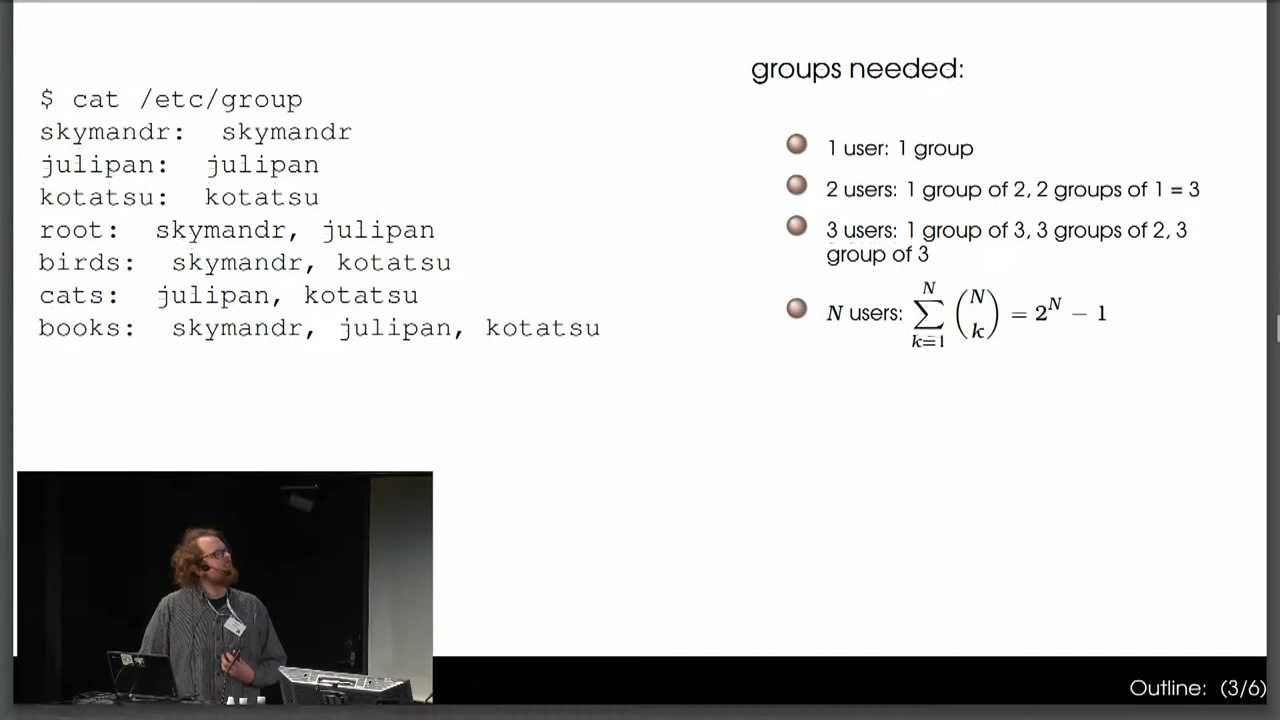 $ cat /etc/group
skymandr: skymandr
julipan: julipan
kotatsu: kotatsu
root: skymandr, julipan
birds: skymandr, kotatsu
cats: julipan, kotatsu
books: skymandr, julipan, kotatsu
groups needed:
1 user: 1 group
2 users: 1 group of 2, 2 groups of 1 = 3
3 users: 1 group of 3, 3 groups of 2, 3
group of 3
N users: \sum_{k=1}^{N} \binom{N}{k} = 2^N − 1
Outline: (3/6)